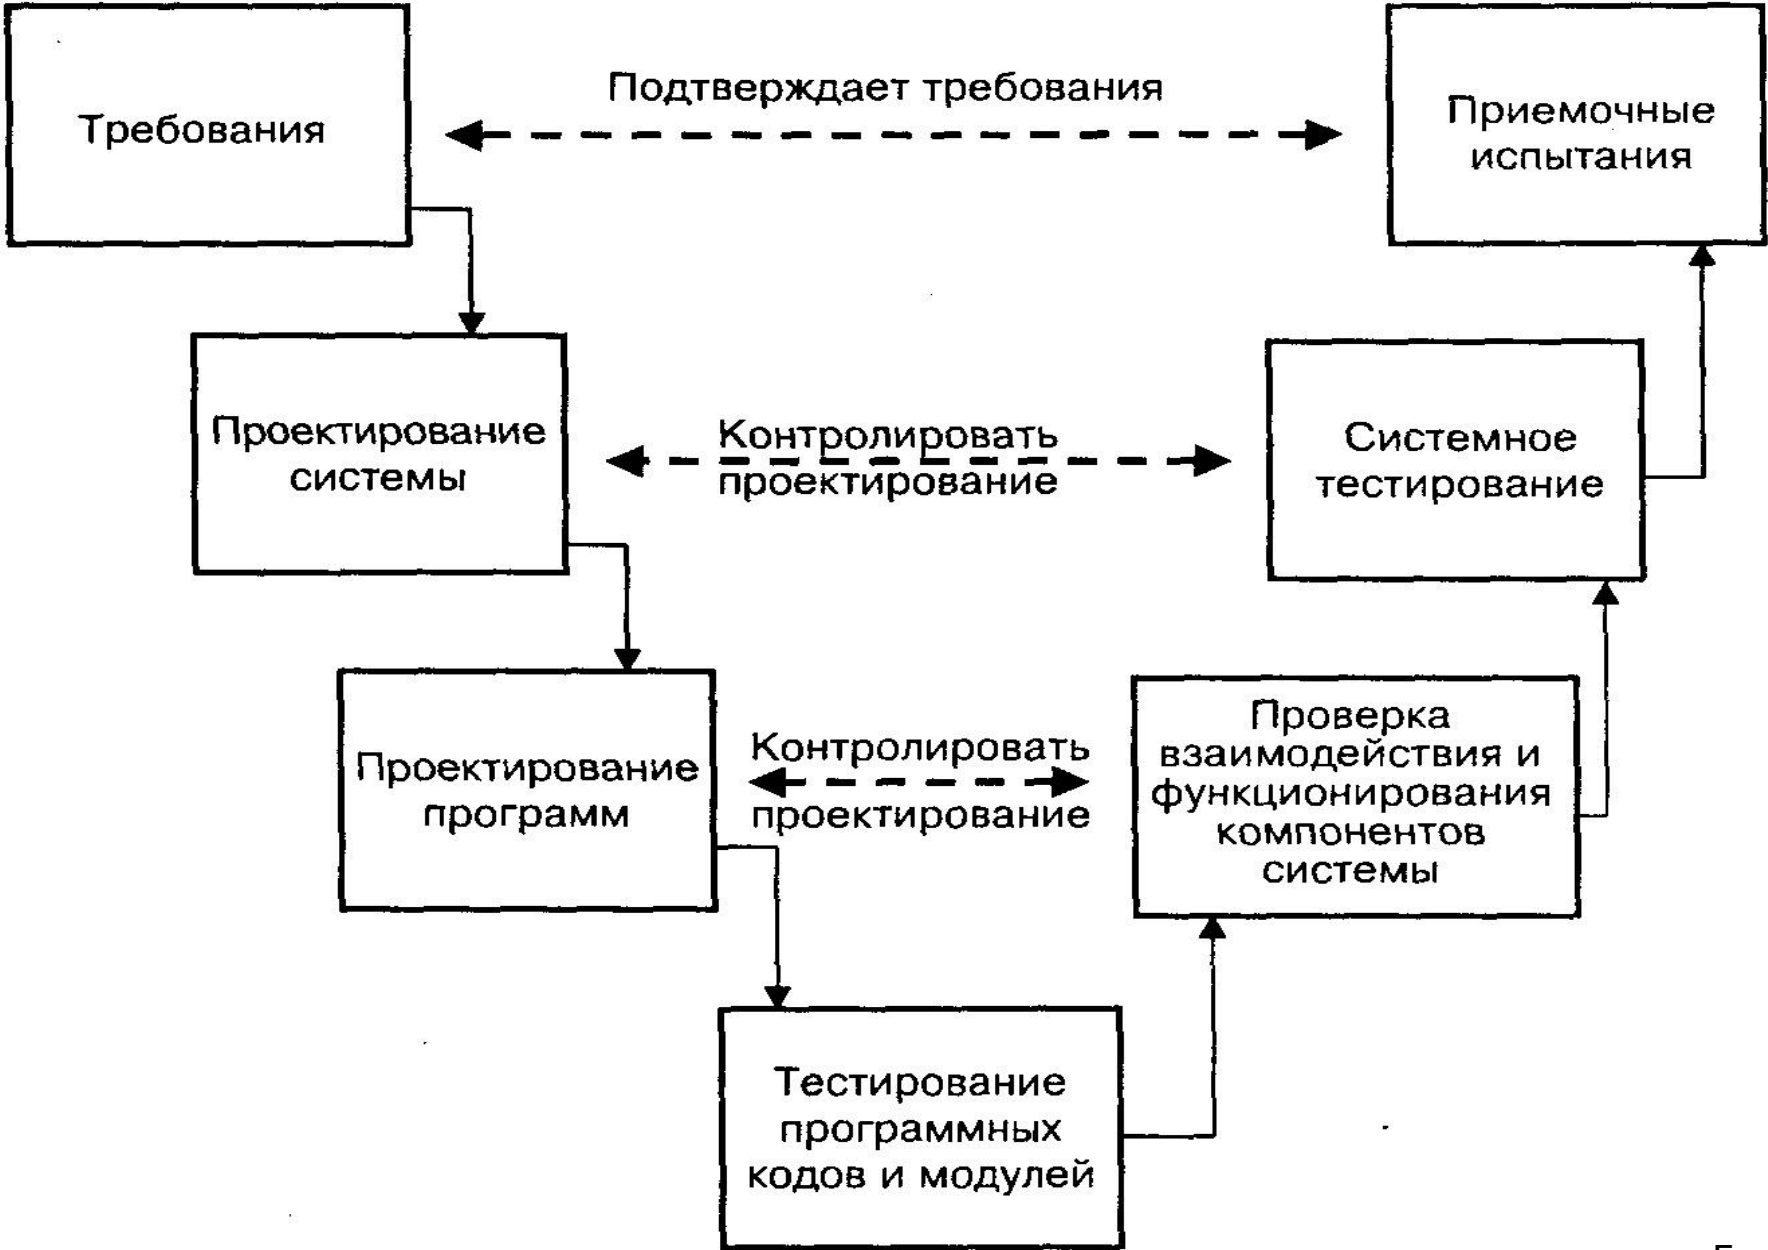 Требования
Подтверждает требования
Приемочные
испытания
Проектирование
системы
Контролировать
проектирование
Системное
тестирование
Проектирование
программ
Контролировать
проектирование
Проверка
взаимодействия и
функционирования
компонентов
системы
Тестирование
программных
кодов и модулей